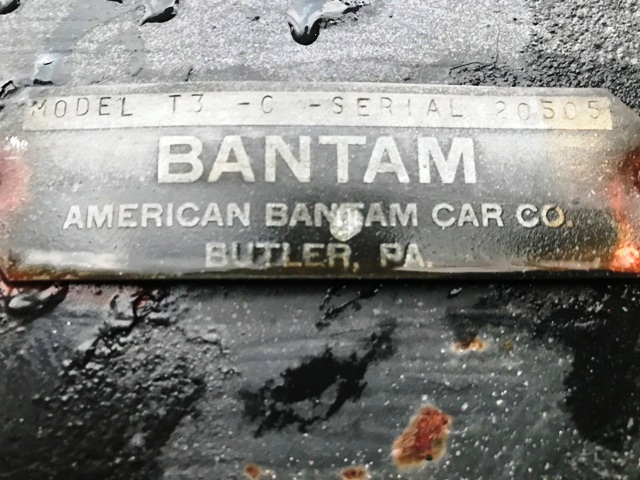 MODEL T3 -C -SERIAL 20505
BANTAM
AMERICAN BANTAM CAR CO.
BUTLER, PA.